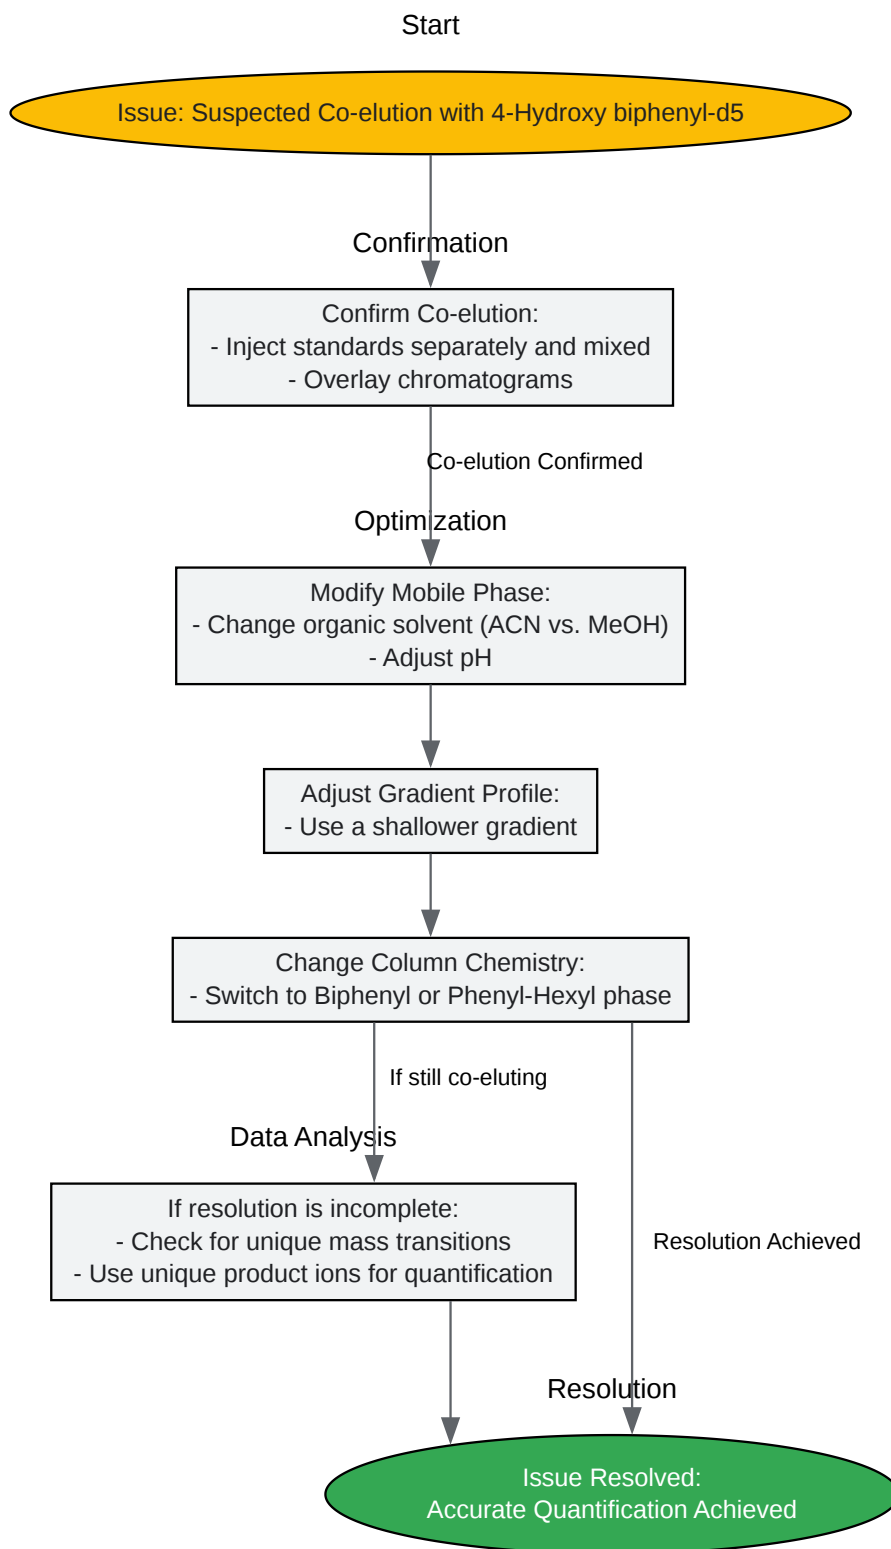 Start
Issue: Suspected Co-elution with 4-Hydroxy biphenyl-d5
Confirmation
Confirm Co-elution:
- Inject standards separately and mixed
- Overlay chromatograms
Co-elution Confirmed
Optimization
Modify Mobile Phase:
- Change organic solvent (ACN vs. MeOH)
- Adjust pH
Adjust Gradient Profile:
- Use a shallower gradient
Change Column Chemistry:
- Switch to Biphenyl or Phenyl-Hexyl phase
If still co-eluting
Data Analysis
If resolution is incomplete:
- Check for unique mass transitions
- Use unique product ions for quantification
Resolution Achieved
Resolution
Issue Resolved:
Accurate Quantification Achieved